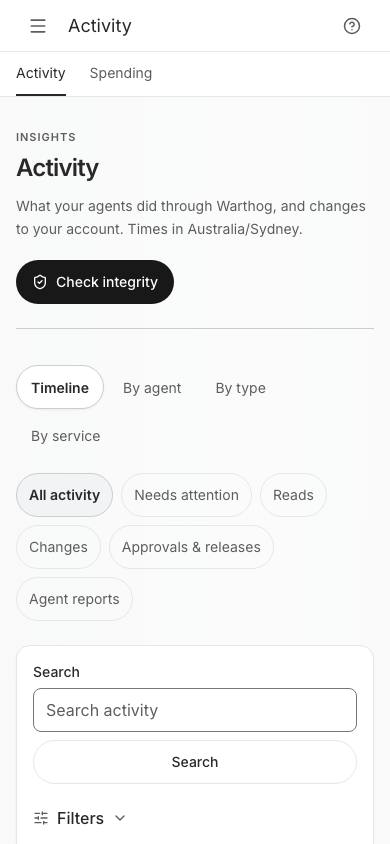 Activity
Activity
Spending
INSIGHTS
Activity
What your agents did through Warthog, and changes
to your account. Times in Australia/Sydney.
Check integrity
Timeline
By agent
By type
By service
All activity
Needs attention
Reads
Changes
Approvals & releases
Agent reports
Search
Search activity
Search
Filters